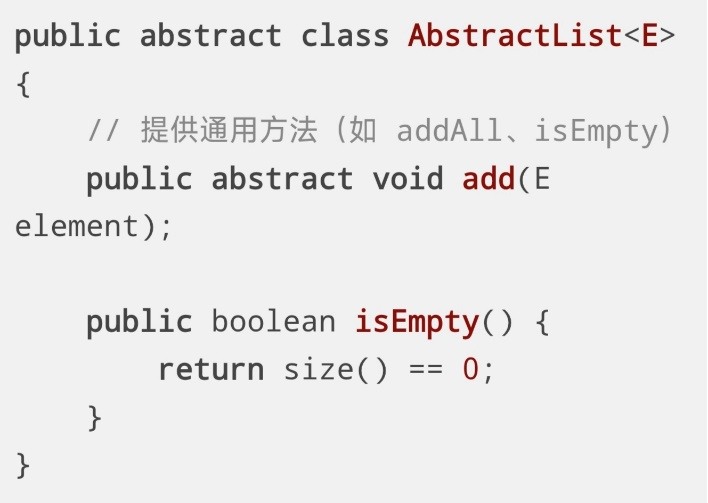 public abstract class AbstractList<E>
{
    // 提供通用方法（如 addAll、isEmpty）
    public abstract void add(E
element);

    public boolean isEmpty() {
        return size() == 0;
    }
}